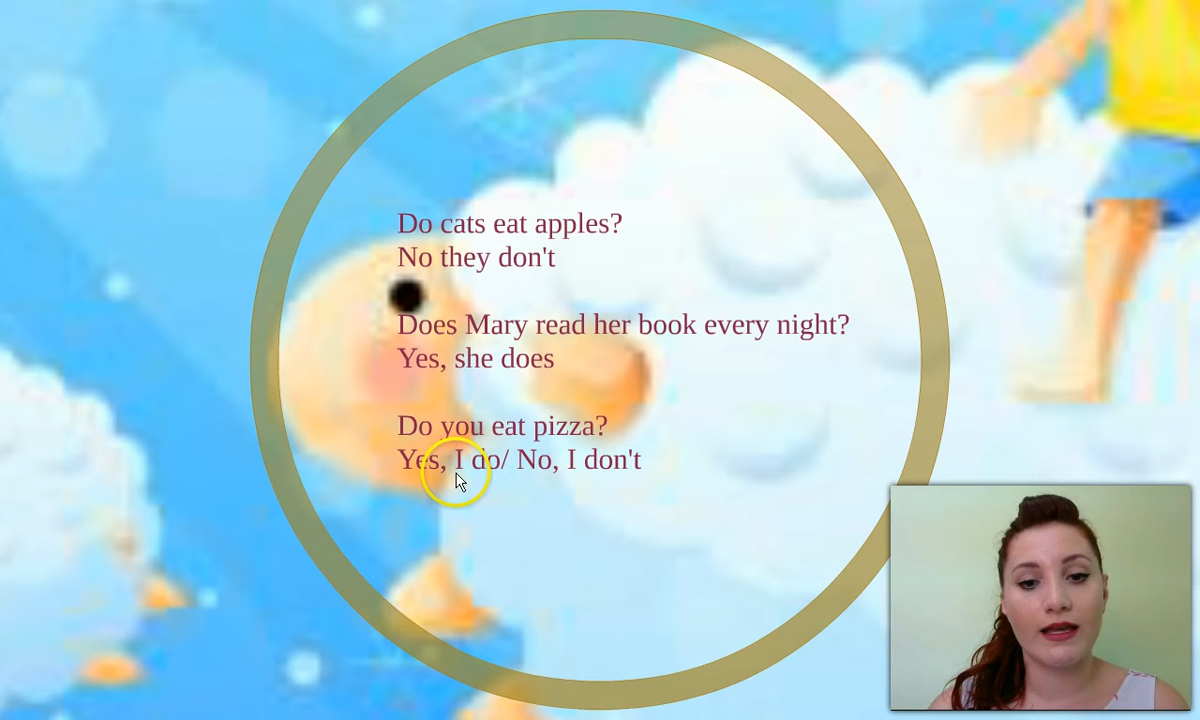 Do cats eat apples?
No they don't
Does Mary read her book every night?
Yes, she does
Do you eat pizza?
Yes, I do/ No, I don't